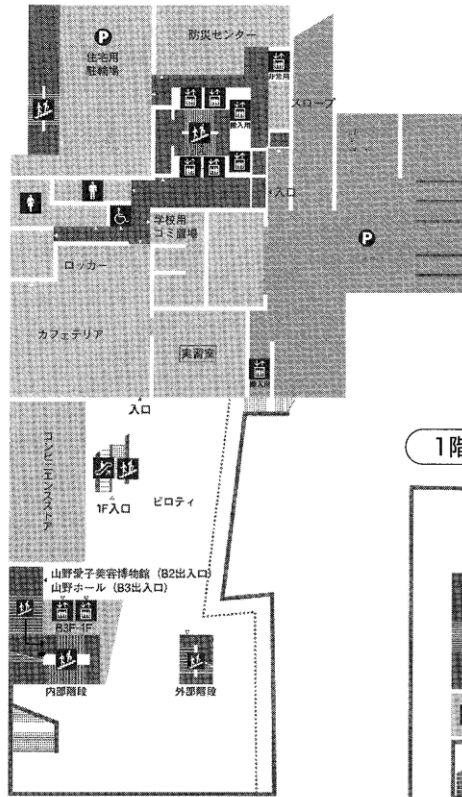 P
住宅用
駐輪場
防災センター
非常用
スロープ
搬入用
入口
学校用
ゴミ置場
P
ロッカー
カフェテリア
実習室
搬入用
入口
コンビニエンスストア
1F入口
ピロティ
1階
山野愛子美容博物館（B2出入口）
山野ホール（B3出入口）
B3F-1F
内部階段
外部階段